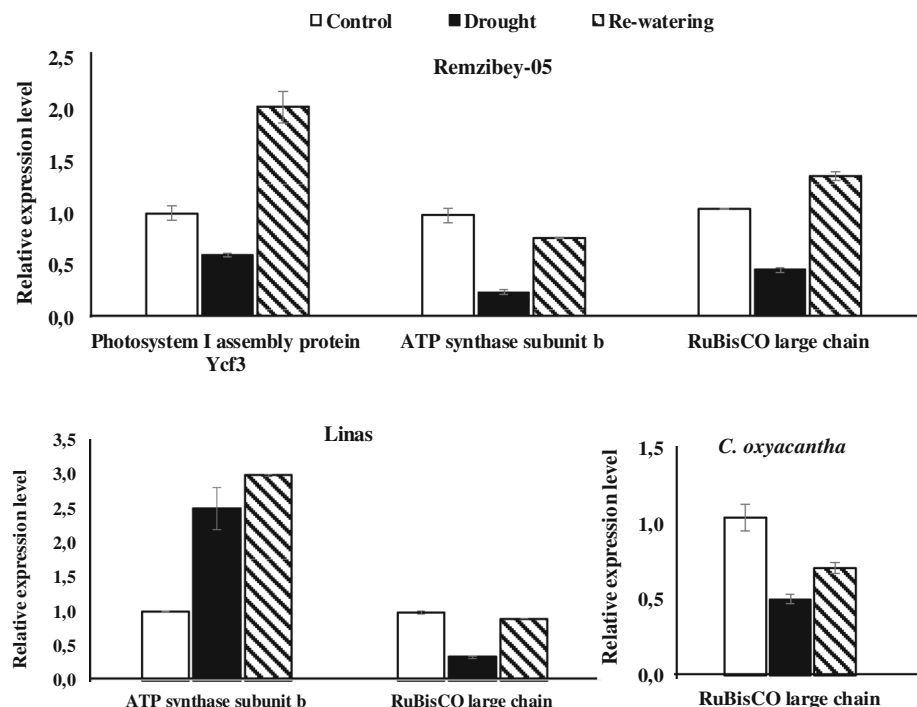 Control Drought Re-watering
Remzibey-05
Relative expression level
2,5
2,0
1,5
1,0
0,5
0,0
Photosystem I assembly protein
Ycf3
ATP synthase subunit b
RuBisCO large chain
Linas
Relative expression level
3,5
3,0
2,5
2,0
1,5
1,0
0,5
0,0
ATP synthase subunit b
RuBisCO large chain
C. oxyacantha
Relative expression level
1,5
1,0
0,5
0,0
RuBisCO large chain